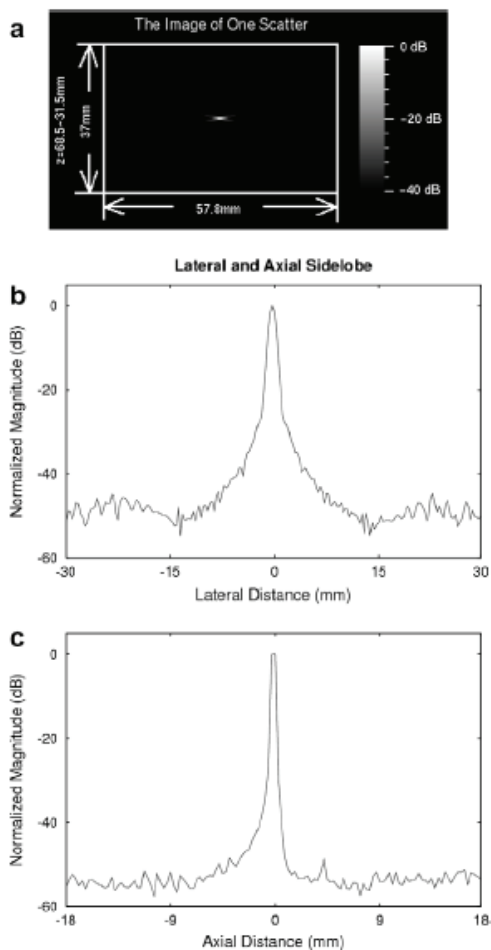 a
The Image of One Scatter
z=68.5-31.5mm
37mm
57.8mm
0 dB
-20 dB
-40 dB
Lateral and Axial Sidelobe
b
Normalized Magnitude (dB)
0
-20
-40
-60
-30
-15
0
15
30
Lateral Distance (mm)
c
Normalized Magnitude (dB)
0
-20
-40
-60
-18
-9
0
9
18
Axial Distance (mm)